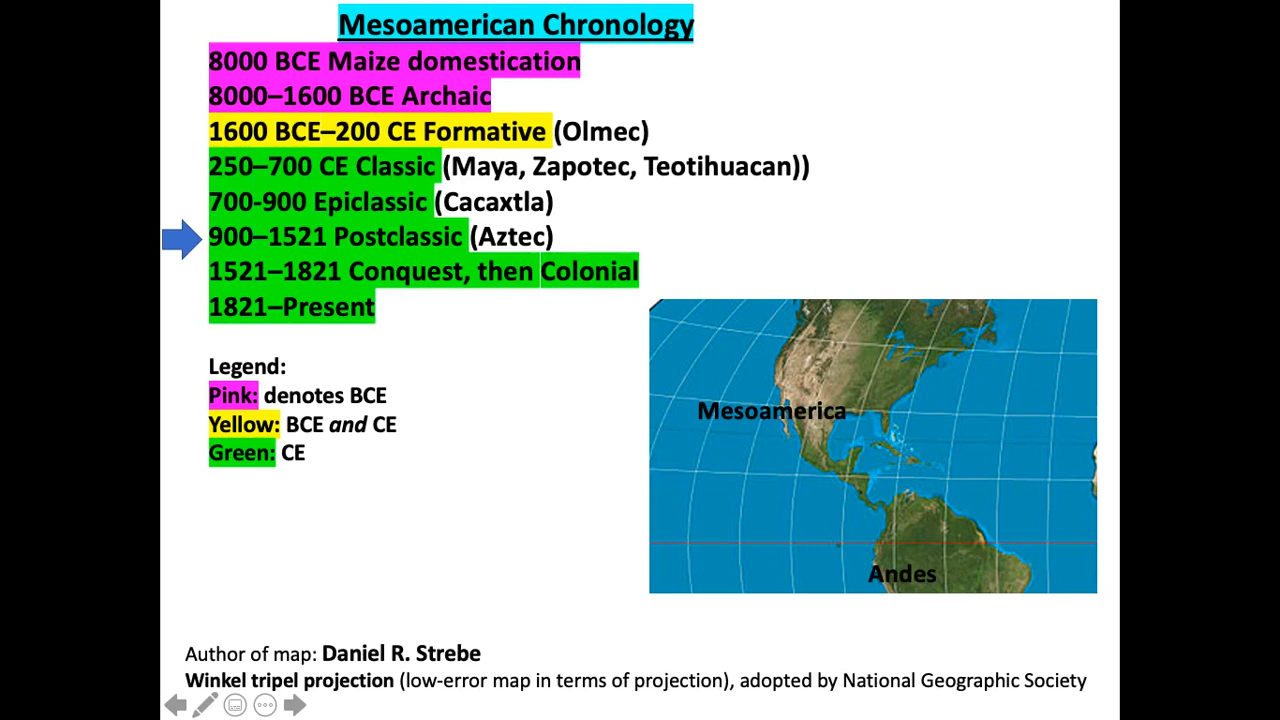 Mesoamerican Chronology
8000 BCE Maize domestication
8000–1600 BCE Archaic
1600 BCE–200 CE Formative (Olmec)
250–700 CE Classic (Maya, Zapotec, Teotihuacan))
700-900 Epiclassic (Cacaxtla)
900–1521 Postclassic (Aztec)
1521–1821 Conquest, then Colonial
1821–Present
Legend:
Pink: denotes BCE
Yellow: BCE and CE
Green: CE
Mesoamerica
Andes
Author of map: Daniel R. Strebe
Winkel tripel projection (low-error map in terms of projection), adopted by National Geographic Society